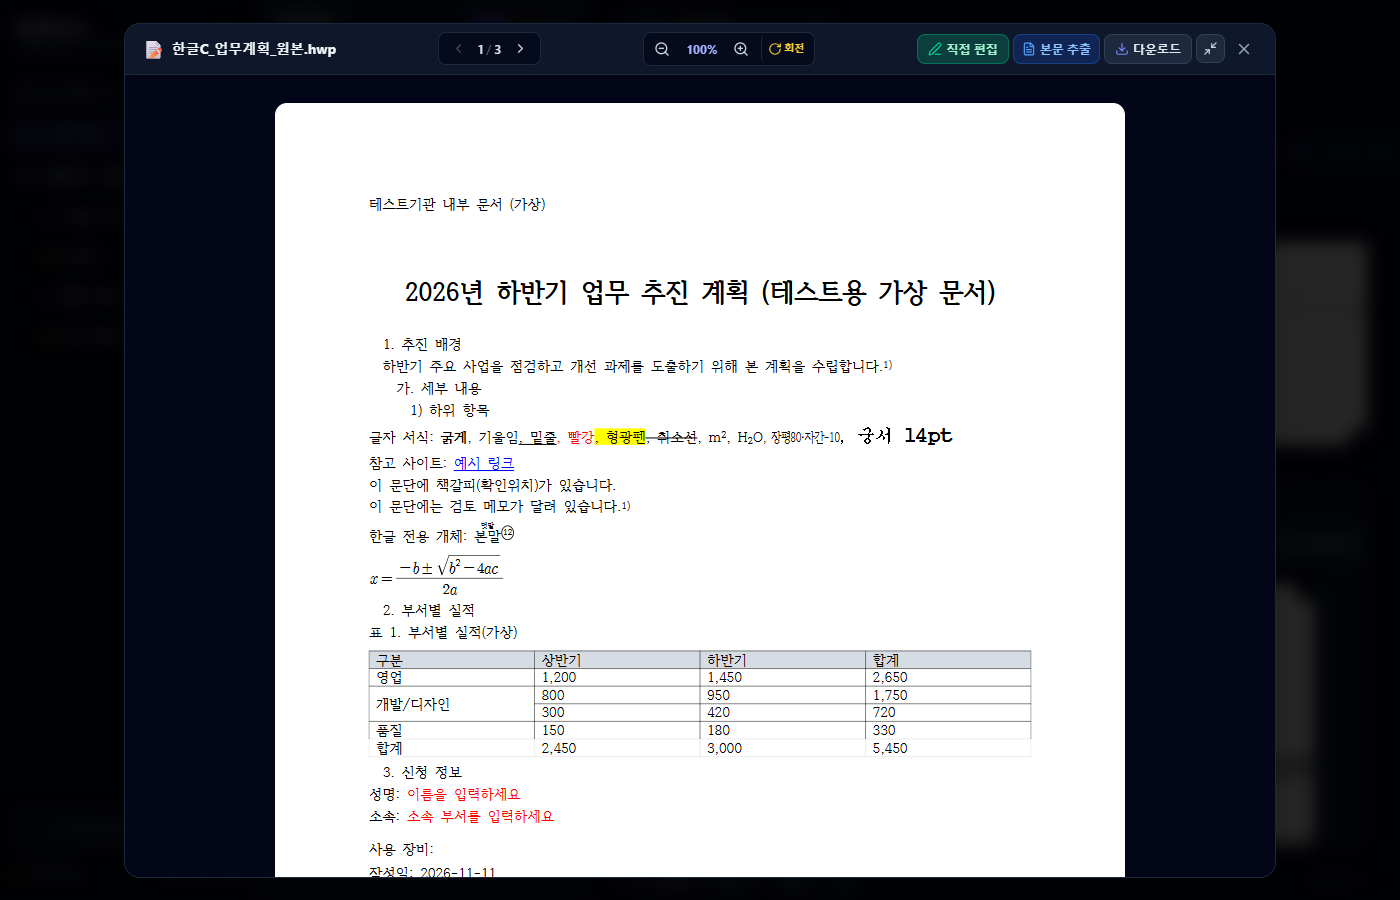 한글C_업무계획_원본.hwp
1 / 3
100%
회전
직접 편집
본문 추출
다운로드
테스트기관 내부 문서 (가상)
2026년 하반기 업무 추진 계획 (테스트용 가상 문서)
1. 추진 배경
하반기 주요 사업을 점검하고 개선 과제를 도출하기 위해 본 계획을 수립합니다.1)
가. 세부 내용
1) 하위 항목
글자 서식: 굵게, 기울임, 밑줄, 빨강, 형광펜, 취소선, m², H₂O, 장평80·자간-10, 궁서 14pt
참고 사이트: 예시 링크
이 문단에 책갈피(확인위치)가 있습니다.
이 문단에는 검토 메모가 달려 있습니다.1)
덧말
한글 전용 개체: 본말⑫
x = (−b ± √(b² − 4ac)) / 2a
2. 부서별 실적
표 1. 부서별 실적(가상)
구분 상반기 하반기 합계
영업 1,200 1,450 2,650
개발/디자인 800 950 1,750
300 420 720
품질 150 180 330
합계 2,450 3,000 5,450
3. 신청 정보
성명: 이름을 입력하세요
소속: 소속 부서를 입력하세요
사용 장비:
작성일: 2026-11-11